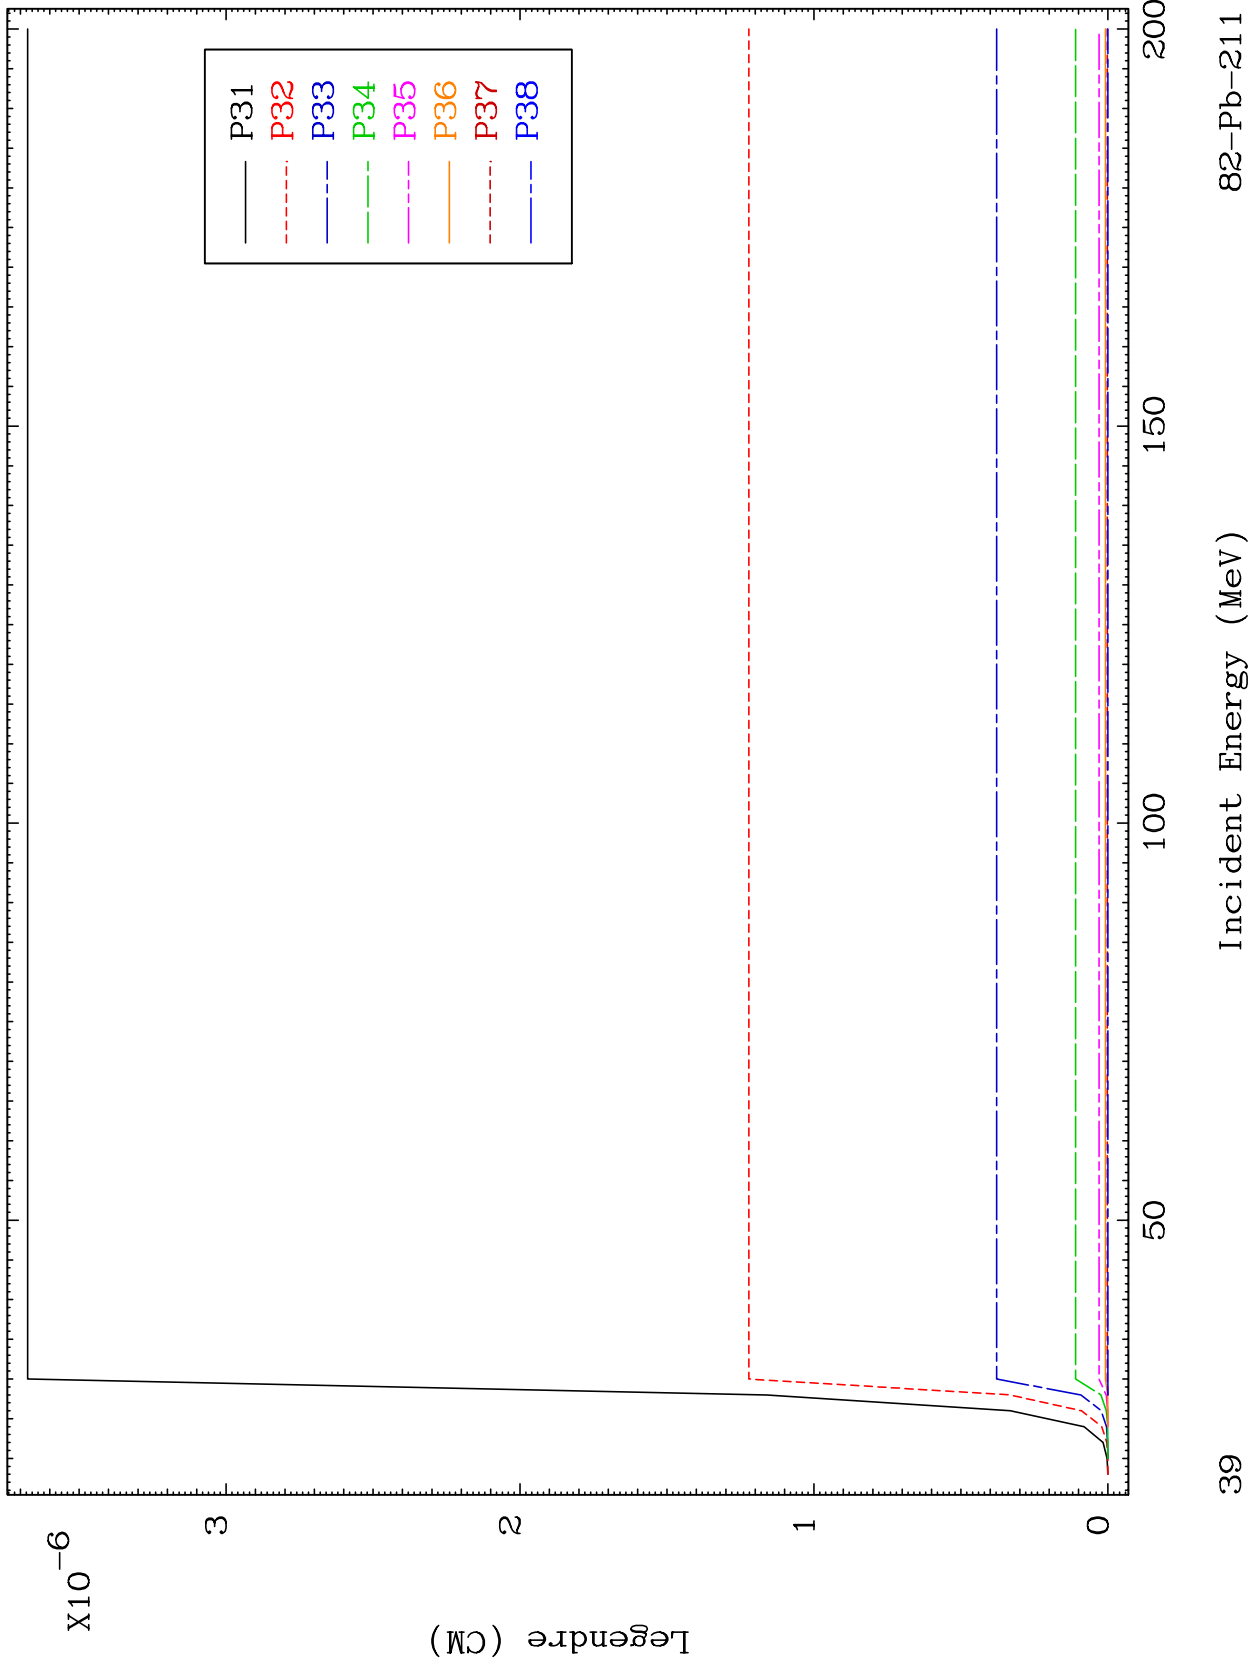 X10-6
3
2
1
0
Legendre (CM)
P31
P32
P33
P34
P35
P36
P37
P38
50
100
150
200
39
Incident Energy (MeV)
82-Pb-211